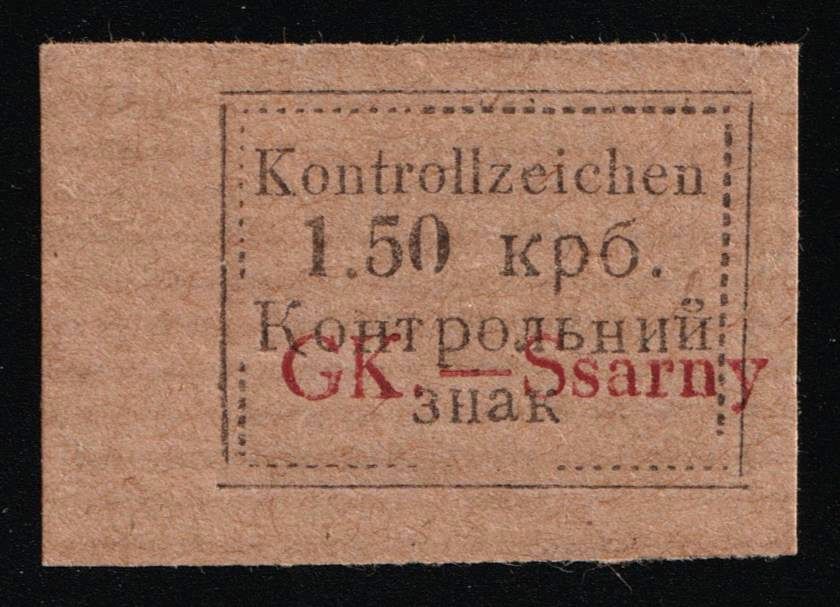 Kontrollzeichen
1.50 крб.
Контрольний
GK. — Ssarny
знак